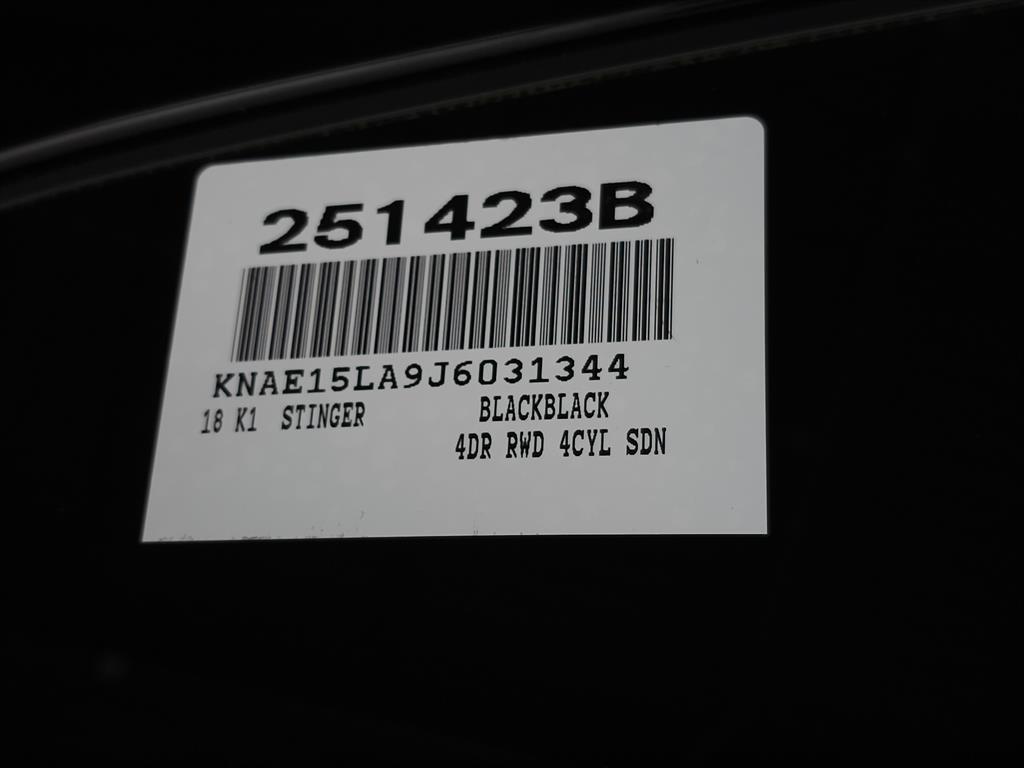 251423B
KNAE15LA9J6031344
18 K1 STINGER BLACKBLACK
4DR RWD 4CYL SDN